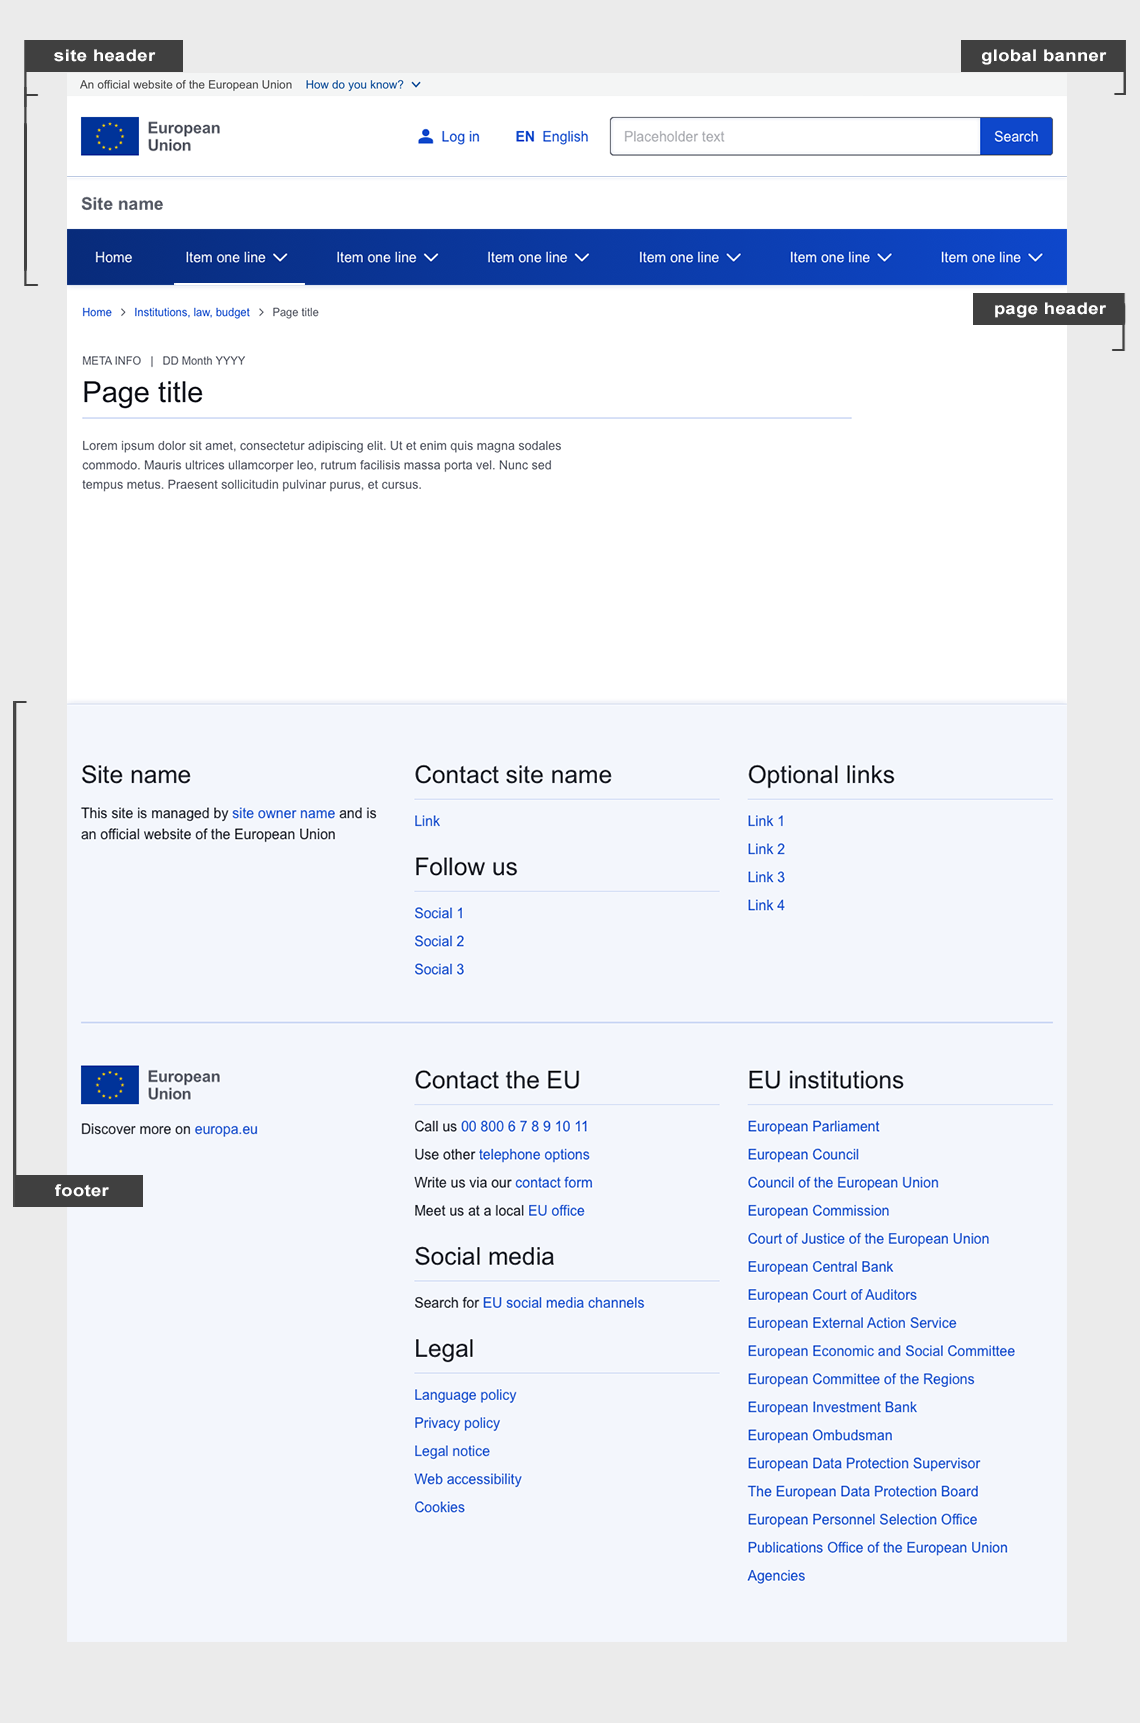 site header
global banner
An official website of the European Union How do you know?
European
Union
Log in
EN English
Placeholder text
Search
Site name
Home Item one line Item one line Item one line Item one line Item one line Item one line
page header
Home Institutions, law, budget Page title
META INFO | DD Month YYYY
Page title
Lorem ipsum dolor sit amet, consectetur adipiscing elit. Ut et enim quis magna sodales
commodo. Mauris ultrices ullamcorper leo, rutrum facilisis massa porta vel. Nunc sed
tempus metus. Praesent sollicitudin pulvinar purus, et cursus.
Site name
This site is managed by site owner name and is
an official website of the European Union
Contact site name
Link
Follow us
Social 1
Social 2
Social 3
Optional links
Link 1
Link 2
Link 3
Link 4
European
Union
Discover more on europa.eu
footer
Contact the EU
Call us 00 800 6 7 8 9 10 11
Use other telephone options
Write us via our contact form
Meet us at a local EU office
Social media
Search for EU social media channels
Legal
Language policy
Privacy policy
Legal notice
Web accessibility
Cookies
EU institutions
European Parliament
European Council
Council of the European Union
European Commission
Court of Justice of the European Union
European Central Bank
European Court of Auditors
European External Action Service
European Economic and Social Committee
European Committee of the Regions
European Investment Bank
European Ombudsman
European Data Protection Supervisor
The European Data Protection Board
European Personnel Selection Office
Publications Office of the European Union
Agencies